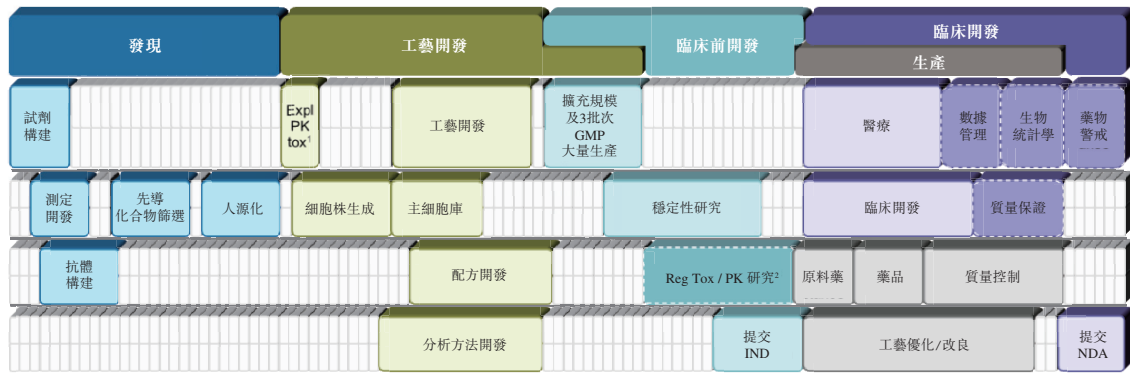 發現
工藝開發
臨床前開發
臨床開發
生產
試劑
構建
Expl
PK
tox¹
工藝開發
擴充規模
及3批次
GMP
大量生產
醫療
數據
管理
生物
統計學
藥物
警戒
測定
開發
先導
化合物篩選
人源化
細胞株生成
主細胞庫
穩定性研究
臨床開發
質量保證
抗體
構建
配方開發
Reg Tox / PK 研究²
原料藥
藥品
質量控制
分析方法開發
提交
IND
工藝優化/改良
提交
NDA